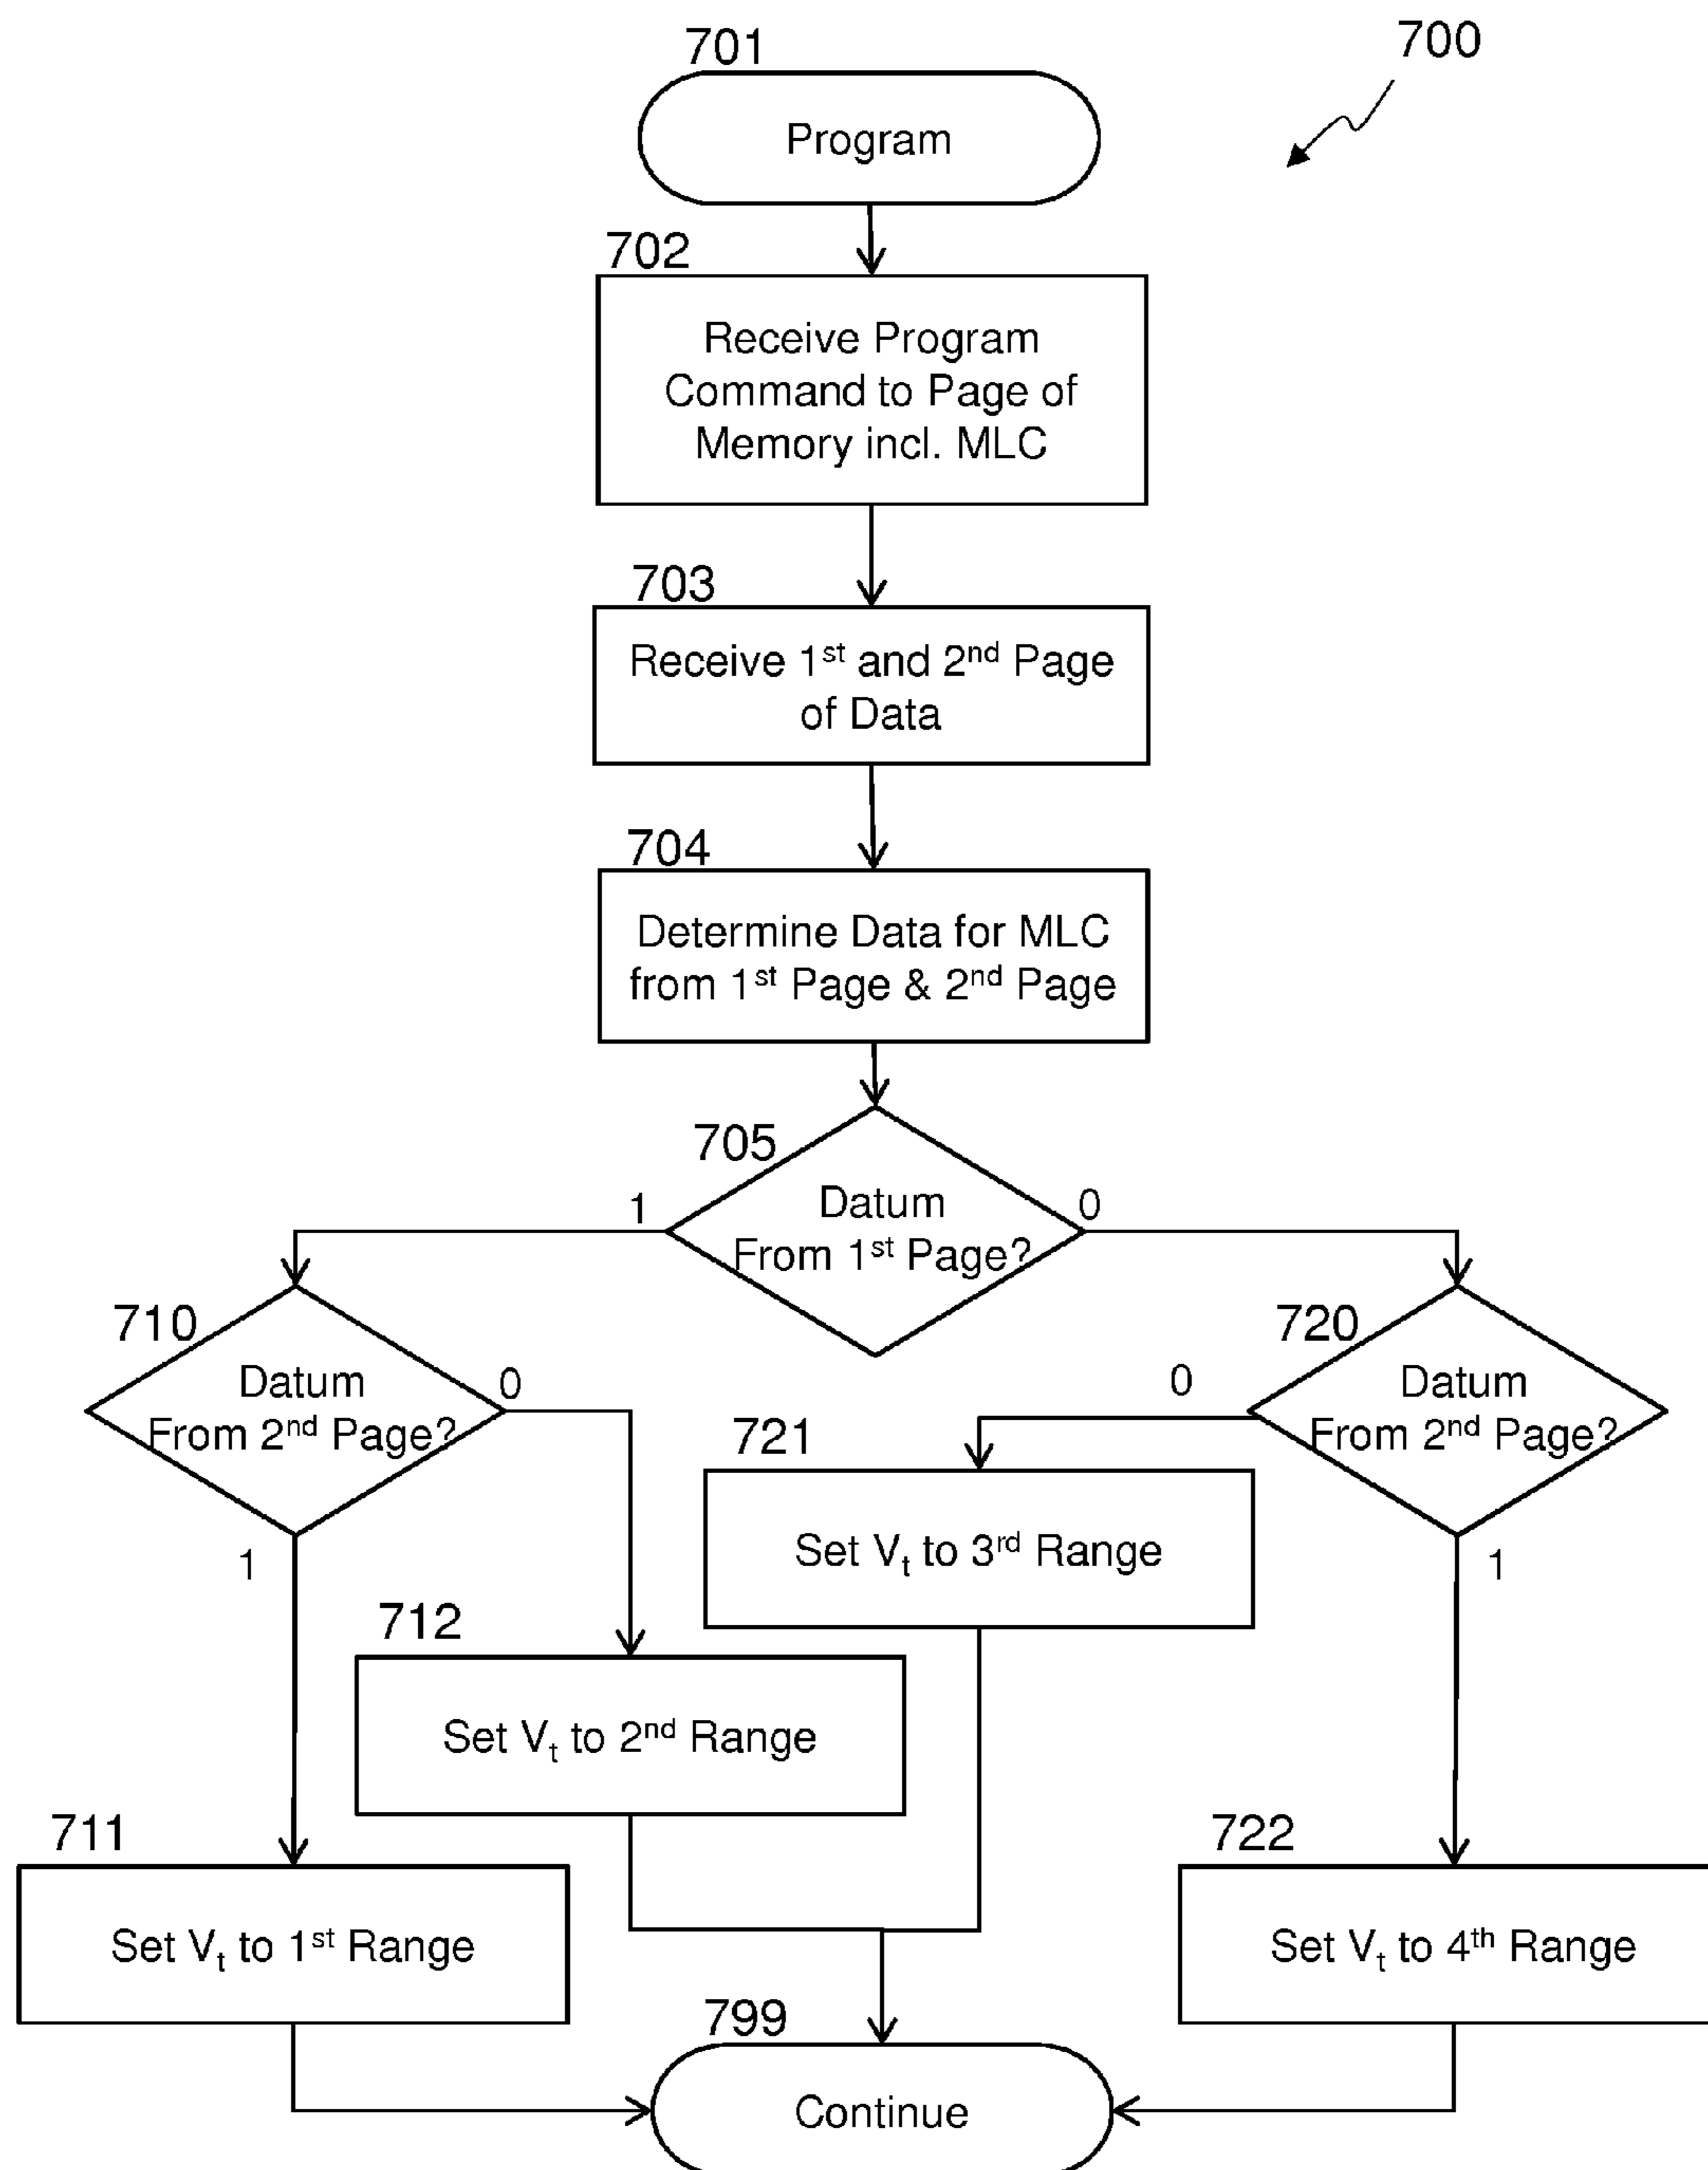 701
700
Program
702
Receive Program
Command to Page of
Memory incl. MLC
703
Receive 1st and 2nd Page
of Data
704
Determine Data for MLC
from 1st Page & 2nd Page
705
1
0
Datum
From 1st Page?
710
0
Datum
From 2nd Page?
1
720
0
Datum
From 2nd Page?
1
721
Set Vt to 3rd Range
712
Set Vt to 2nd Range
711
Set Vt to 1st Range
722
Set Vt to 4th Range
799
Continue